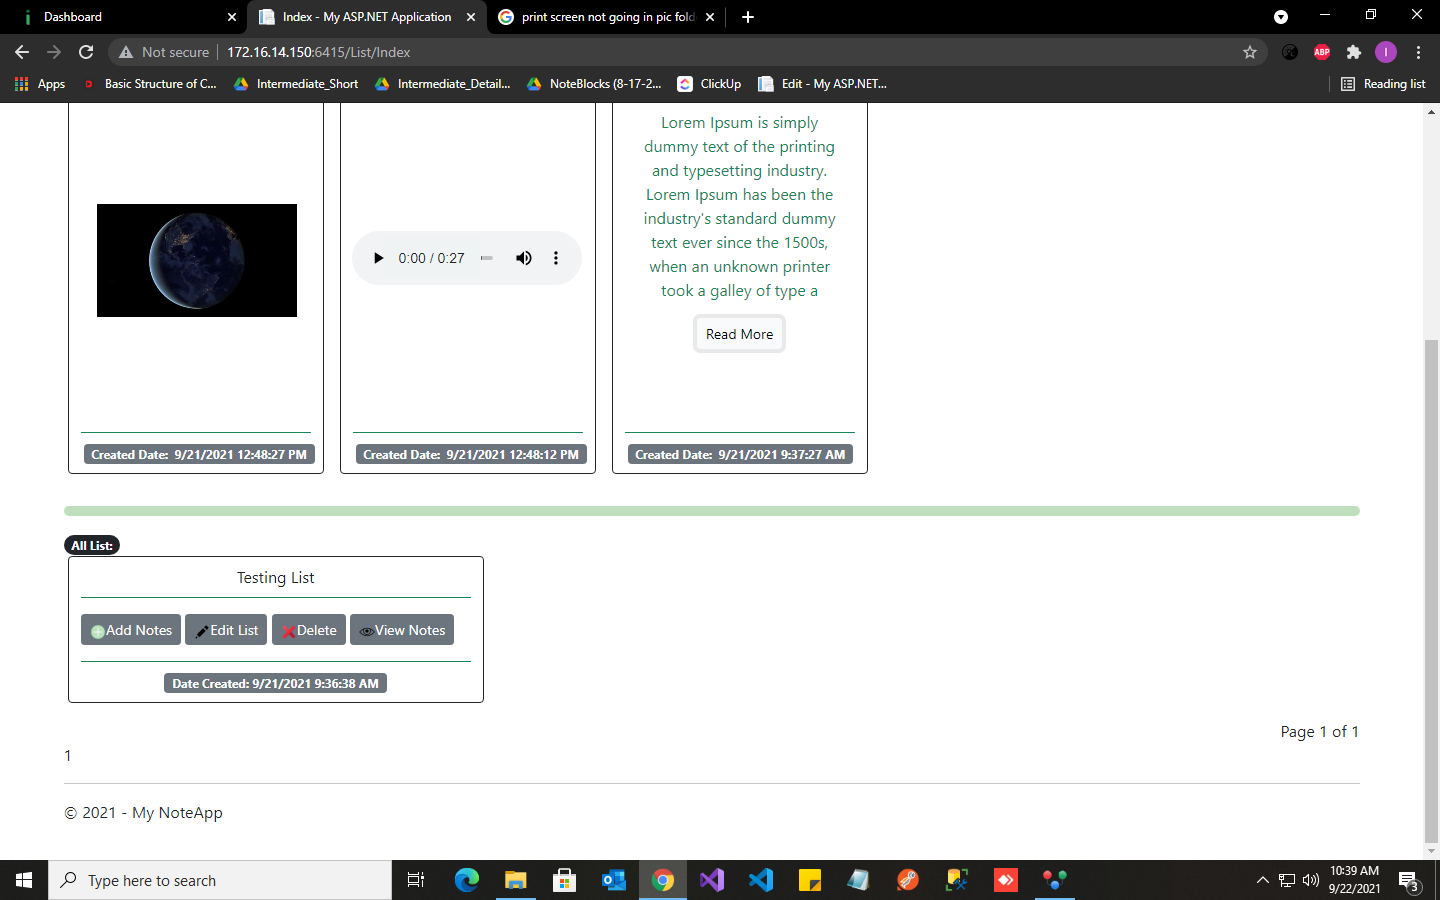 Dashboard
Index - My ASP.NET Application
print screen not going in pic fold
Not secure
172.16.14.150:6415/List/Index
ABP
I
Apps
Basic Structure of C...
Intermediate_Short
Intermediate_Detail...
NoteBlocks (8-17-2...
ClickUp
Edit - My ASP.NET...
Reading list
Lorem Ipsum is simply
dummy text of the printing
and typesetting industry.
Lorem Ipsum has been the
industry's standard dummy
text ever since the 1500s,
when an unknown printer
took a galley of type a
0:00 / 0:27
Read More
Created Date: 9/21/2021 12:48:27 PM
Created Date: 9/21/2021 12:48:12 PM
Created Date: 9/21/2021 9:37:27 AM
All List:
Testing List
Add Notes
Edit List
Delete
View Notes
Date Created: 9/21/2021 9:36:38 AM
Page 1 of 1
1
© 2021 - My NoteApp
Type here to search
10:39 AM
9/22/2021
3